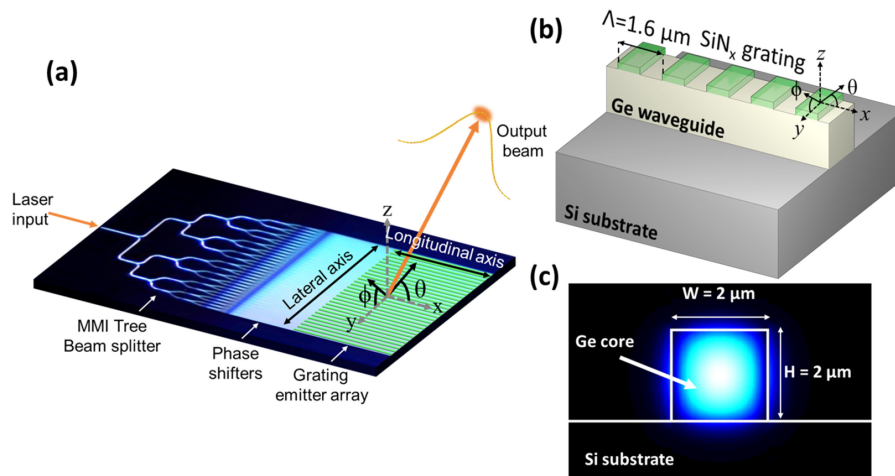 (a)
Laser
input
MMI Tree
Beam splitter
Phase
shifters
Grating
emitter array
Lateral axis
Longitudinal axis
Output
beam
z
ϕ
θ
y
x
(b)
Λ=1.6 μm SiNx grating
z
ϕ
θ
x
y
Ge waveguide
Si substrate
(c)
W = 2 μm
Ge core
H = 2 μm
Si substrate